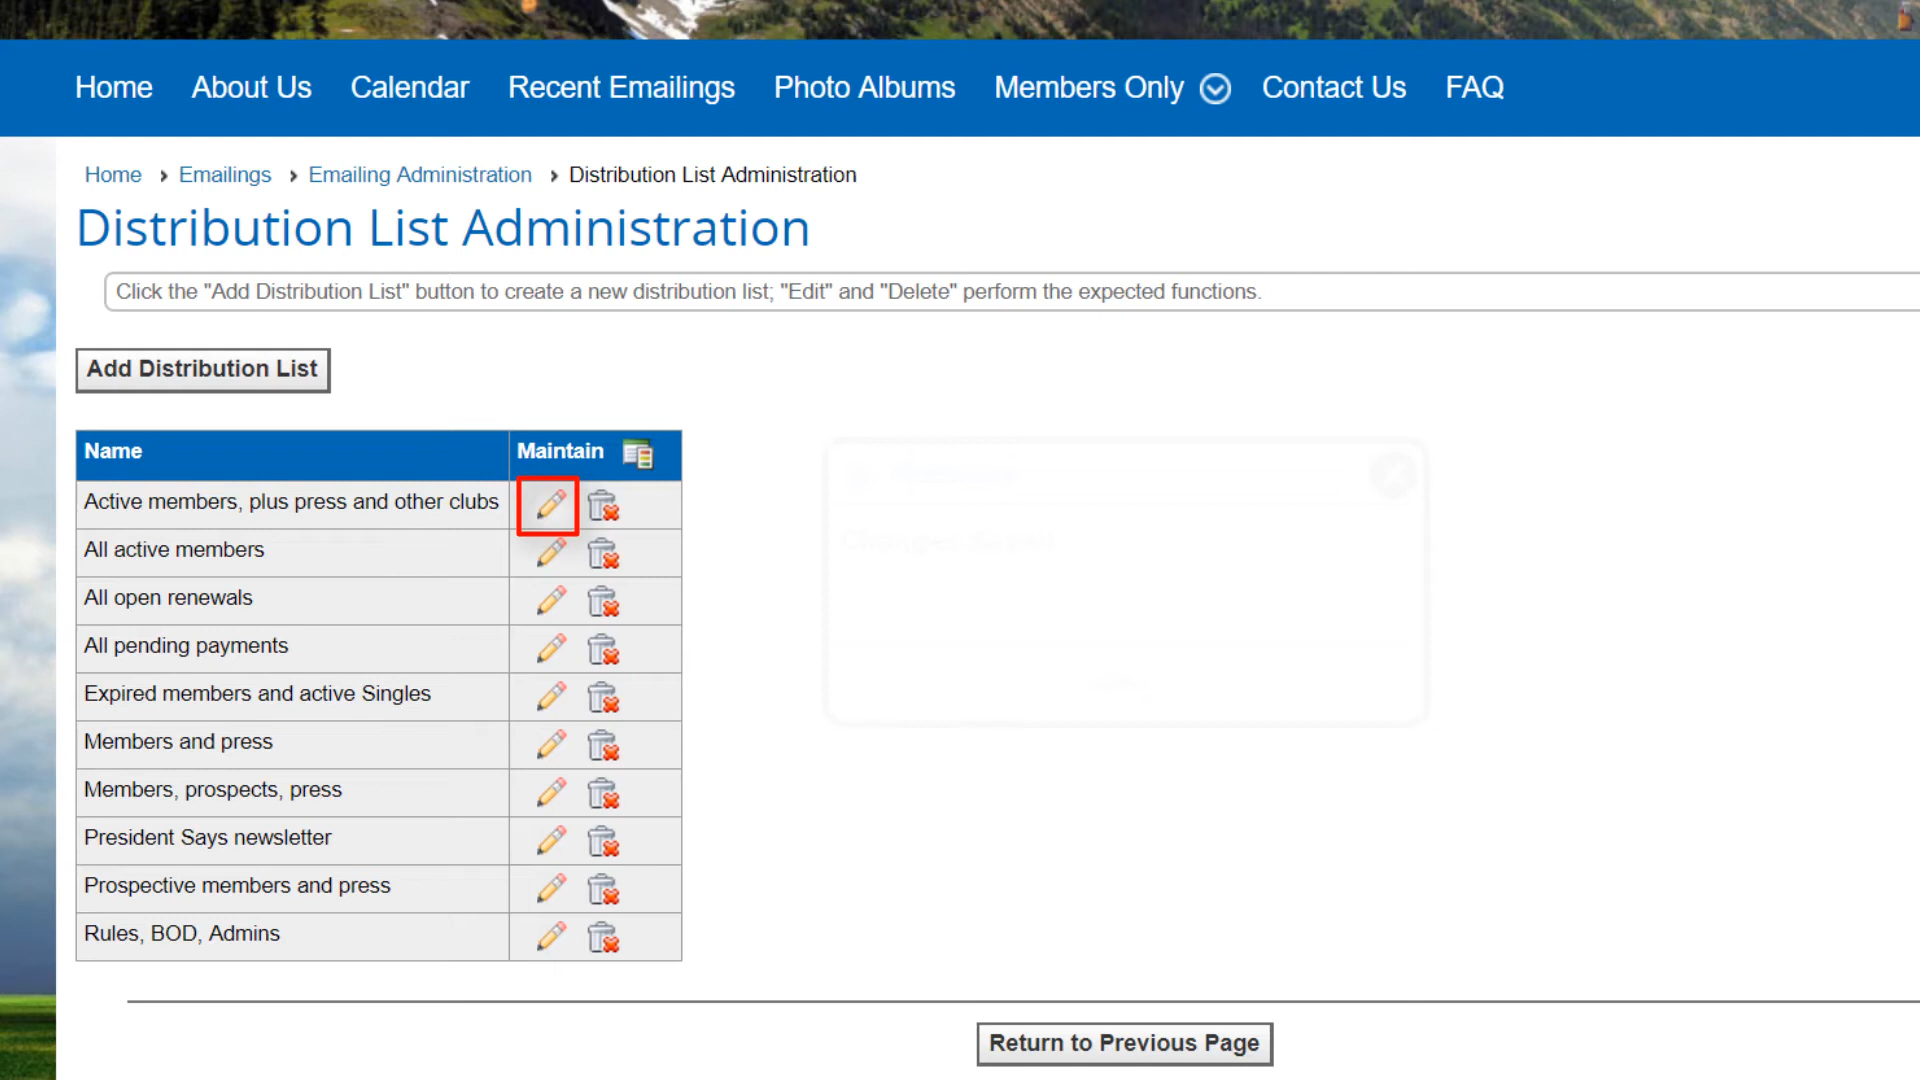 Home About Us Calendar Recent Emailings Photo Albums Members Only Contact Us FAQ
Home › Emailings › Emailing Administration › Distribution List Administration
Distribution List Administration
Click the "Add Distribution List" button to create a new distribution list; "Edit" and "Delete" perform the expected functions.
Add Distribution List
Name Maintain
Active members, plus press and other clubs
All active members
All open renewals
All pending payments
Expired members and active Singles
Members and press
Members, prospects, press
President Says newsletter
Prospective members and press
Rules, BOD, Admins
Return to Previous Page